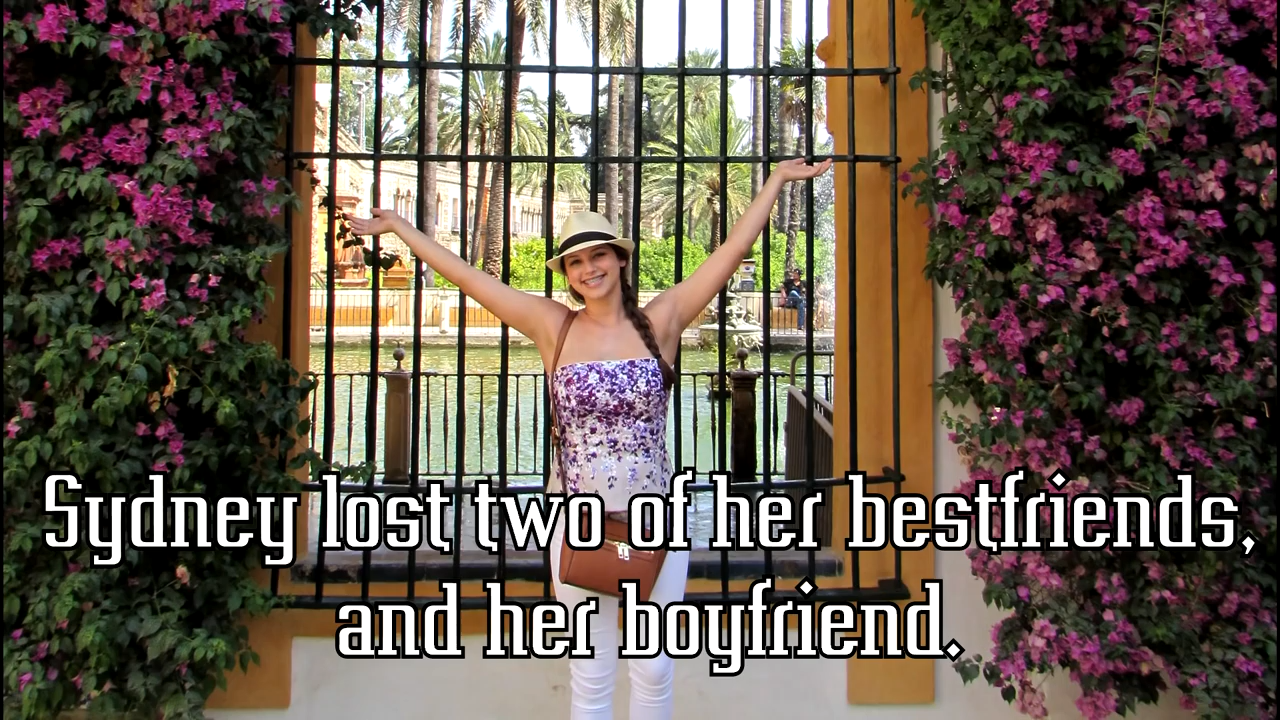 Sydney lost two of her bestfriends,
and her boyfriend.